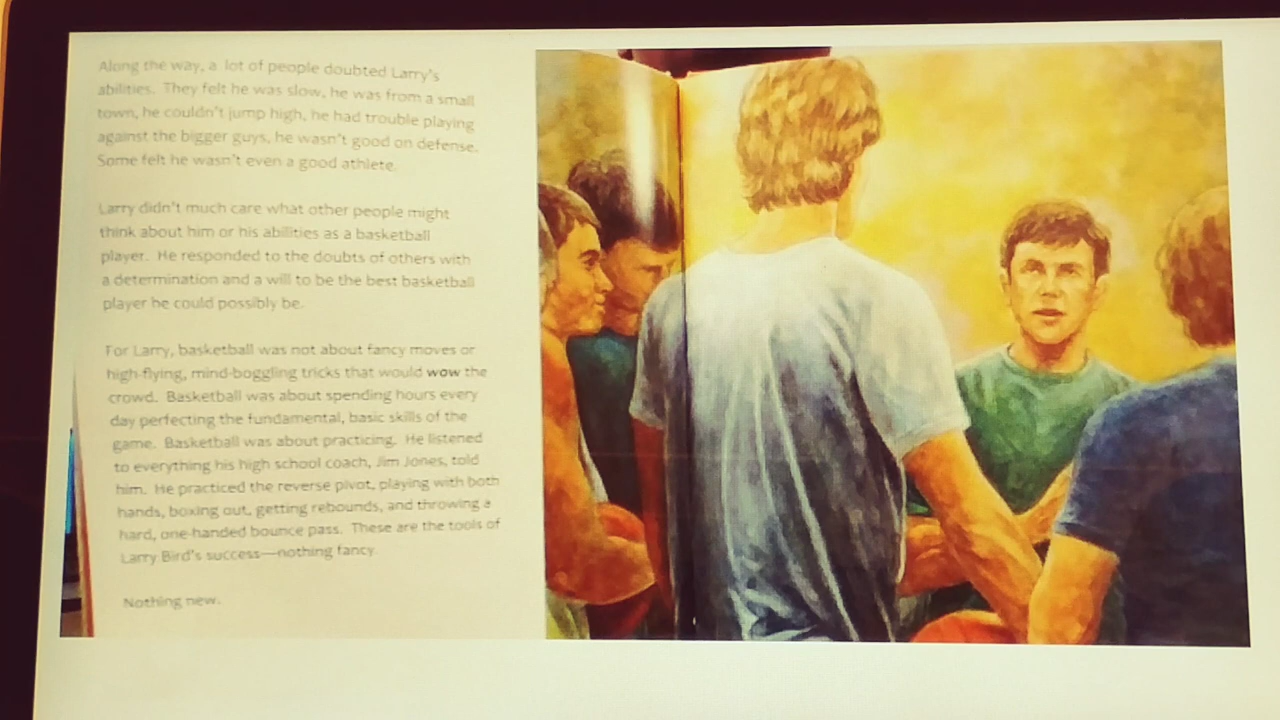 Along the way, a lot of people doubted Larry's
abilities. They felt he was slow, he was from a small
town, he couldn't jump high, he had trouble playing
against the bigger guys, he wasn't good on defense.
Some felt he wasn't even a good athlete.
Larry didn't much care what other people might
think about him or his abilities as a basketball
player. He responded to the doubts of others with
a determination and a will to be the best basketball
player he could possibly be.
For Larry, basketball was not about fancy moves or
high-flying, mind-boggling tricks that would wow the
crowd. Basketball was about spending hours every
day perfecting the fundamental, basic skills of the
game. Basketball was about practicing. He listened
to everything his high school coach, Jim Jones, told
him. He practiced the reverse pivot, playing with both
hands, boxing out, getting rebounds, and throwing a
hard, one-handed bounce pass. These are the tools of
Larry Bird's success—nothing fancy.
Nothing new.